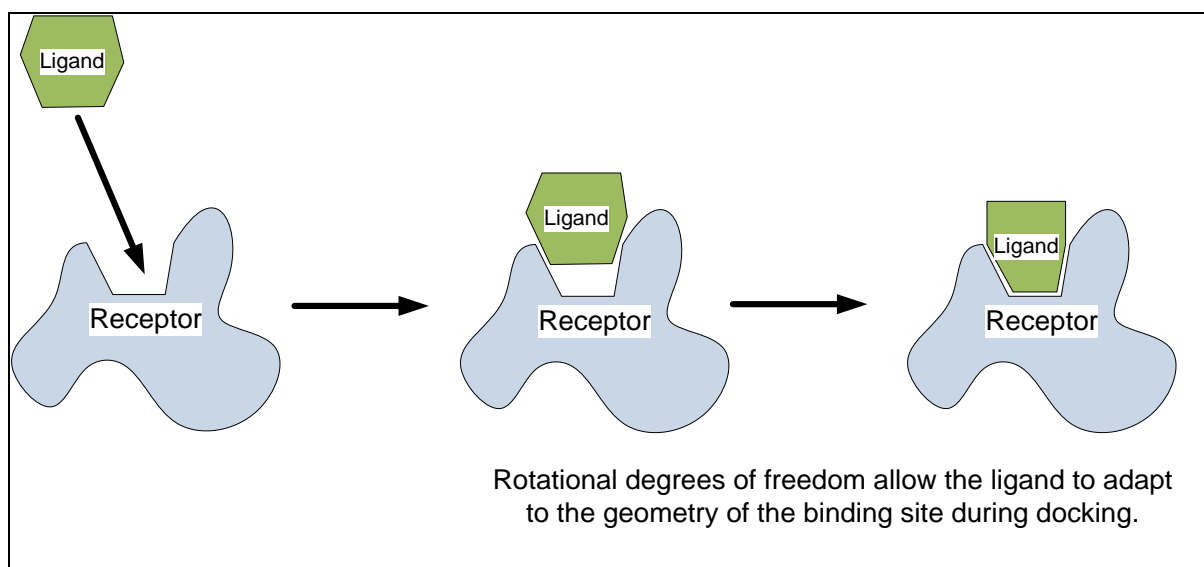 Ligand
Ligand
Ligand
Receptor
Receptor
Receptor
Rotational degrees of freedom allow the ligand to adapt
to the geometry of the binding site during docking.